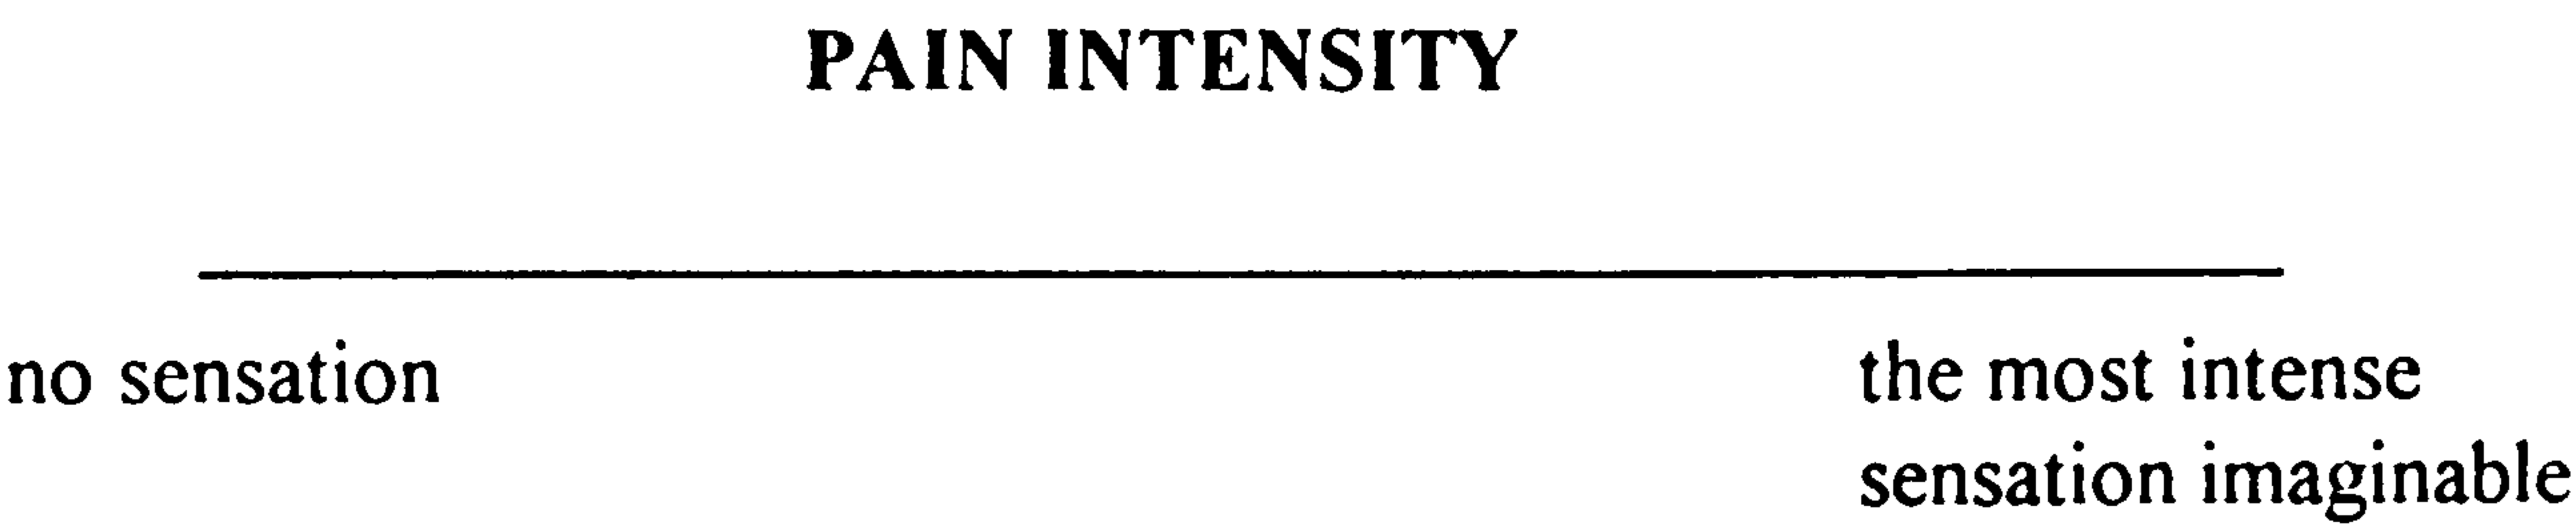 PAIN INTENSITY
no sensation
the most intense
sensation imaginable